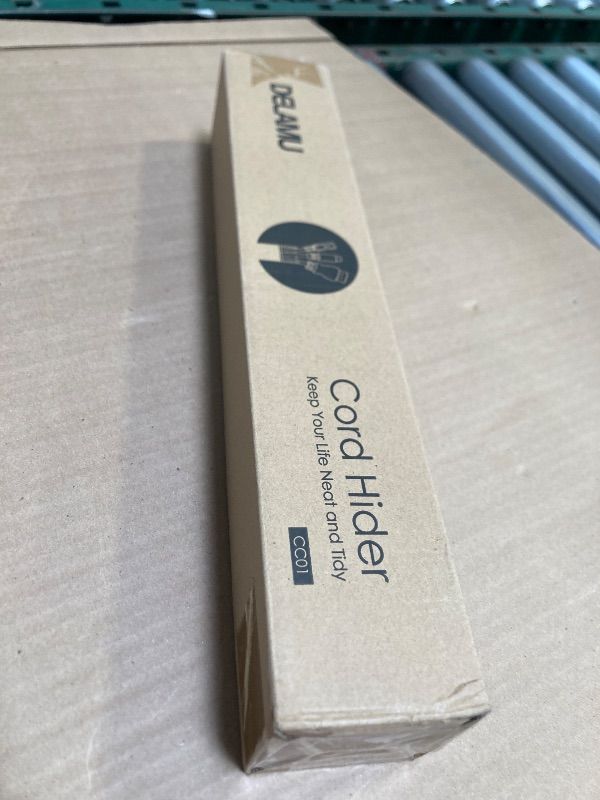 DELAMU
Cord Hider
Keep Your Life Neat and Tidy
CC01